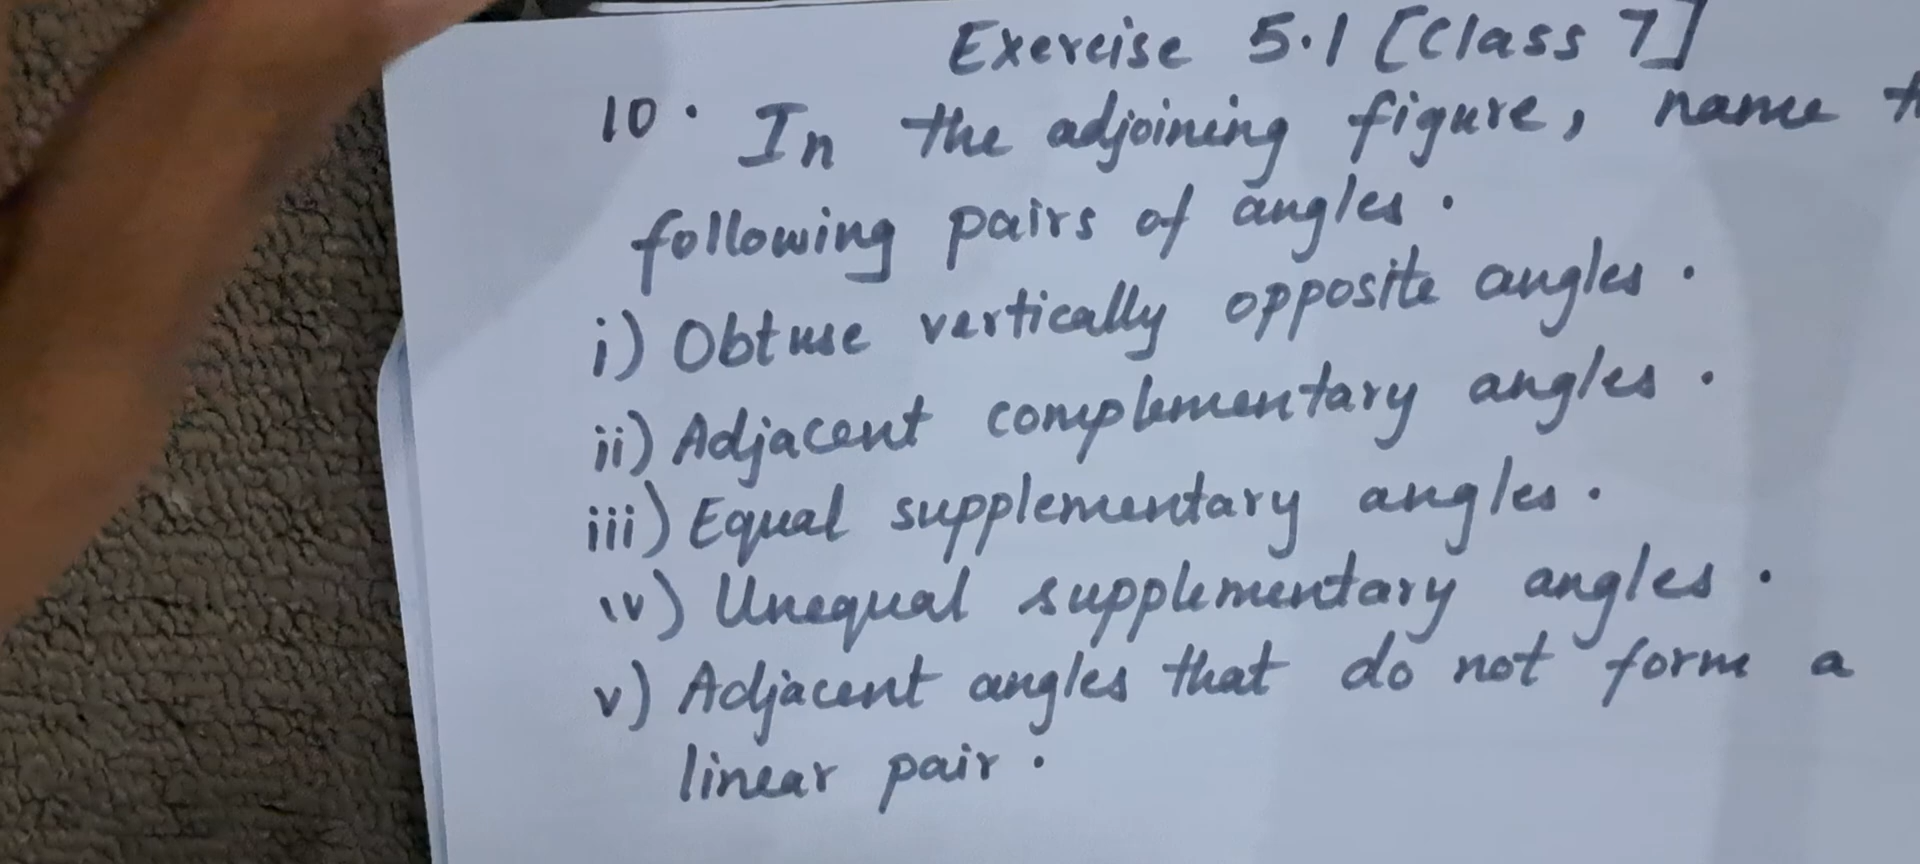 Exercise 5.1 [Class 7]
10. In the adjoining figure, name
following pairs of angles.
i) Obtuse vertically opposite angles.
ii) Adjacent complementary angles.
iii) Equal supplementary angles.
iv) Unequal supplementary angles.
v) Adjacent angles that do not form a
linear pair.